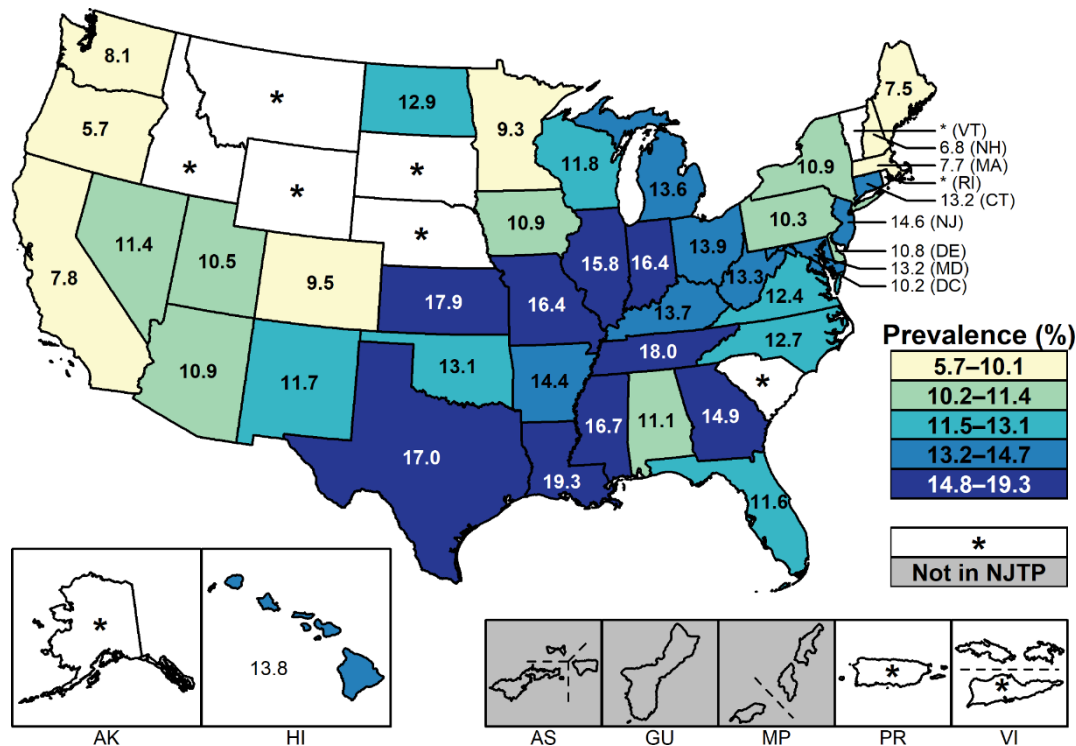 8.1
*
12.9
9.3
7.5
5.7
*
*
*
11.8
13.6
10.9
* (VT)
6.8 (NH)
7.7 (MA)
* (RI)
13.2 (CT)
14.6 (NJ)
10.8 (DE)
13.2 (MD)
10.2 (DC)
7.8
11.4
10.5
9.5
*
10.9
15.8
16.4
13.9
10.3
13.3
12.4
17.9
16.4
13.7
12.7
10.9
11.7
13.1
14.4
18.0
*
17.0
19.3
16.7
11.1
14.9
11.6
Prevalence (%)
5.7–10.1
10.2–11.4
11.5–13.1
13.2–14.7
14.8–19.3
*
Not in NJTP
*
13.8
*
*
AK
HI
AS
GU
MP
PR
VI